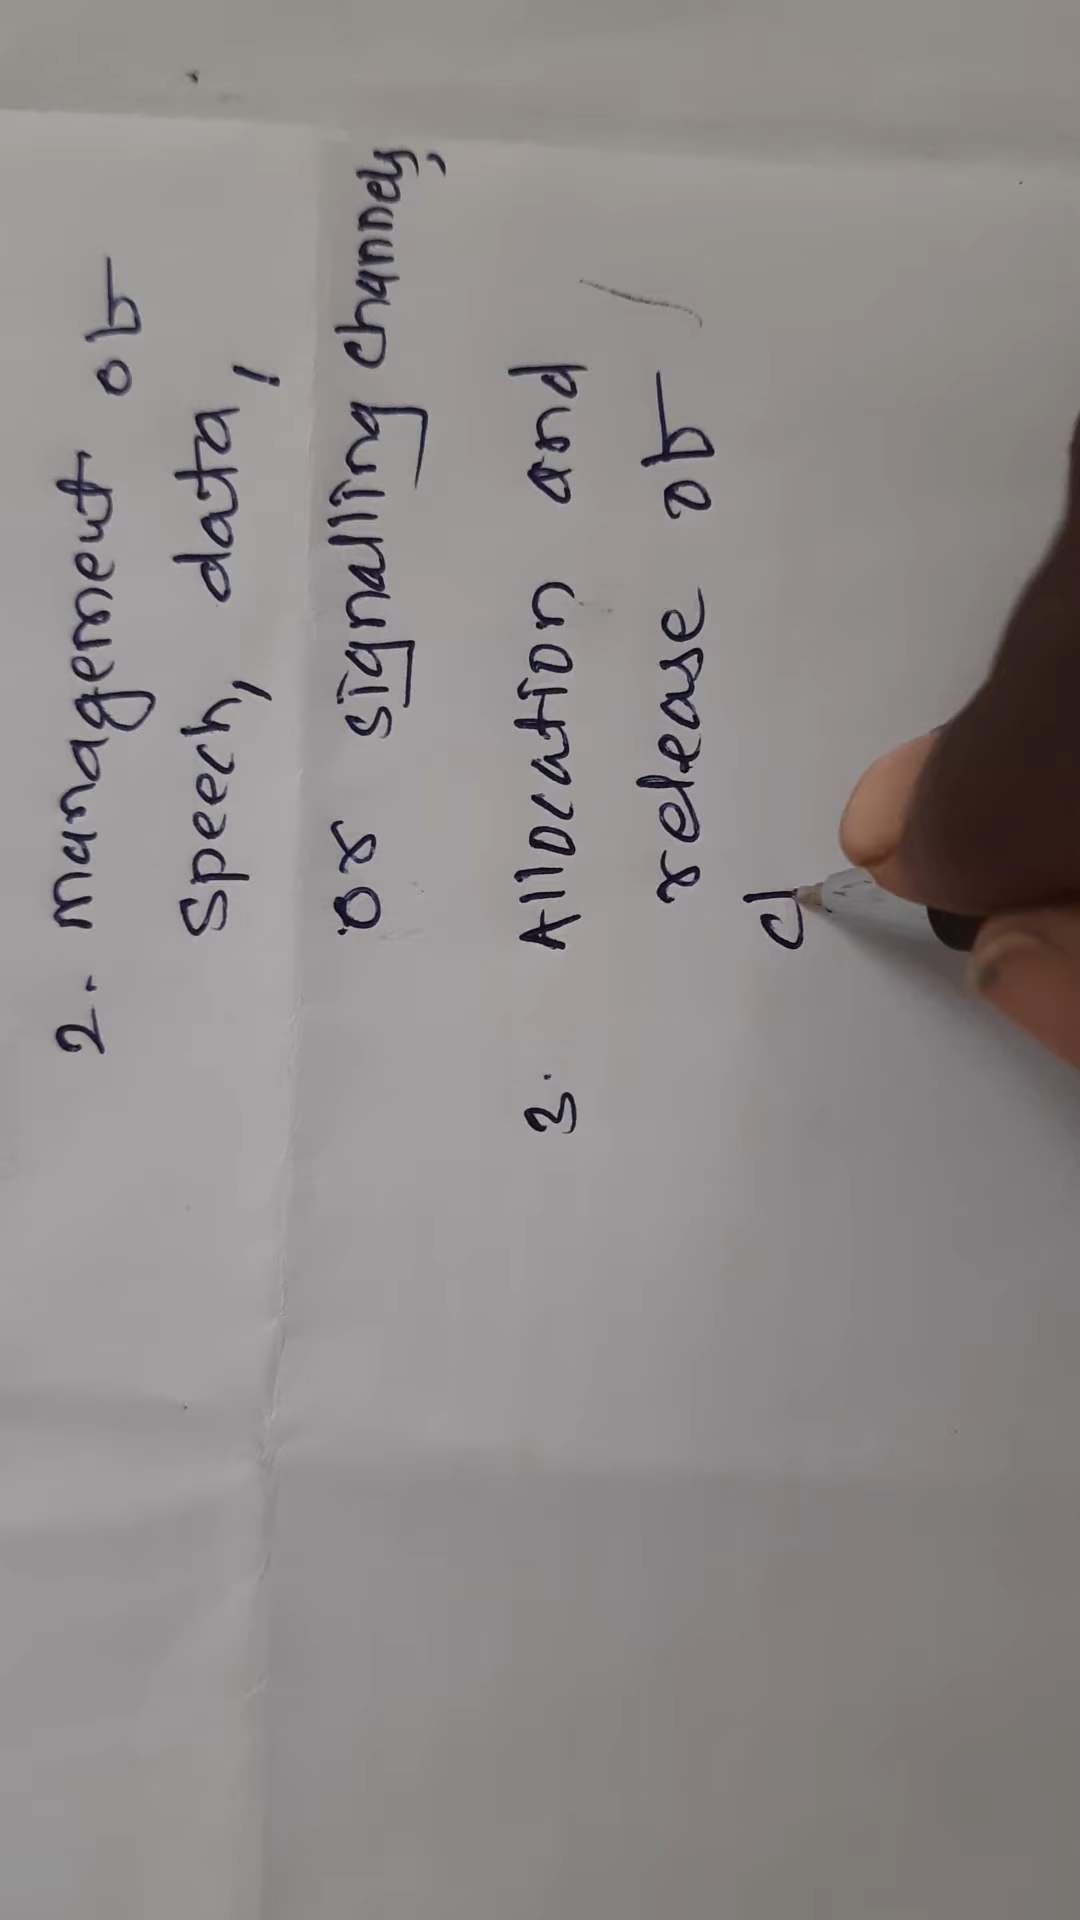 2. management of
speech, data,
or signalling channels,
3. Allocation and
release of